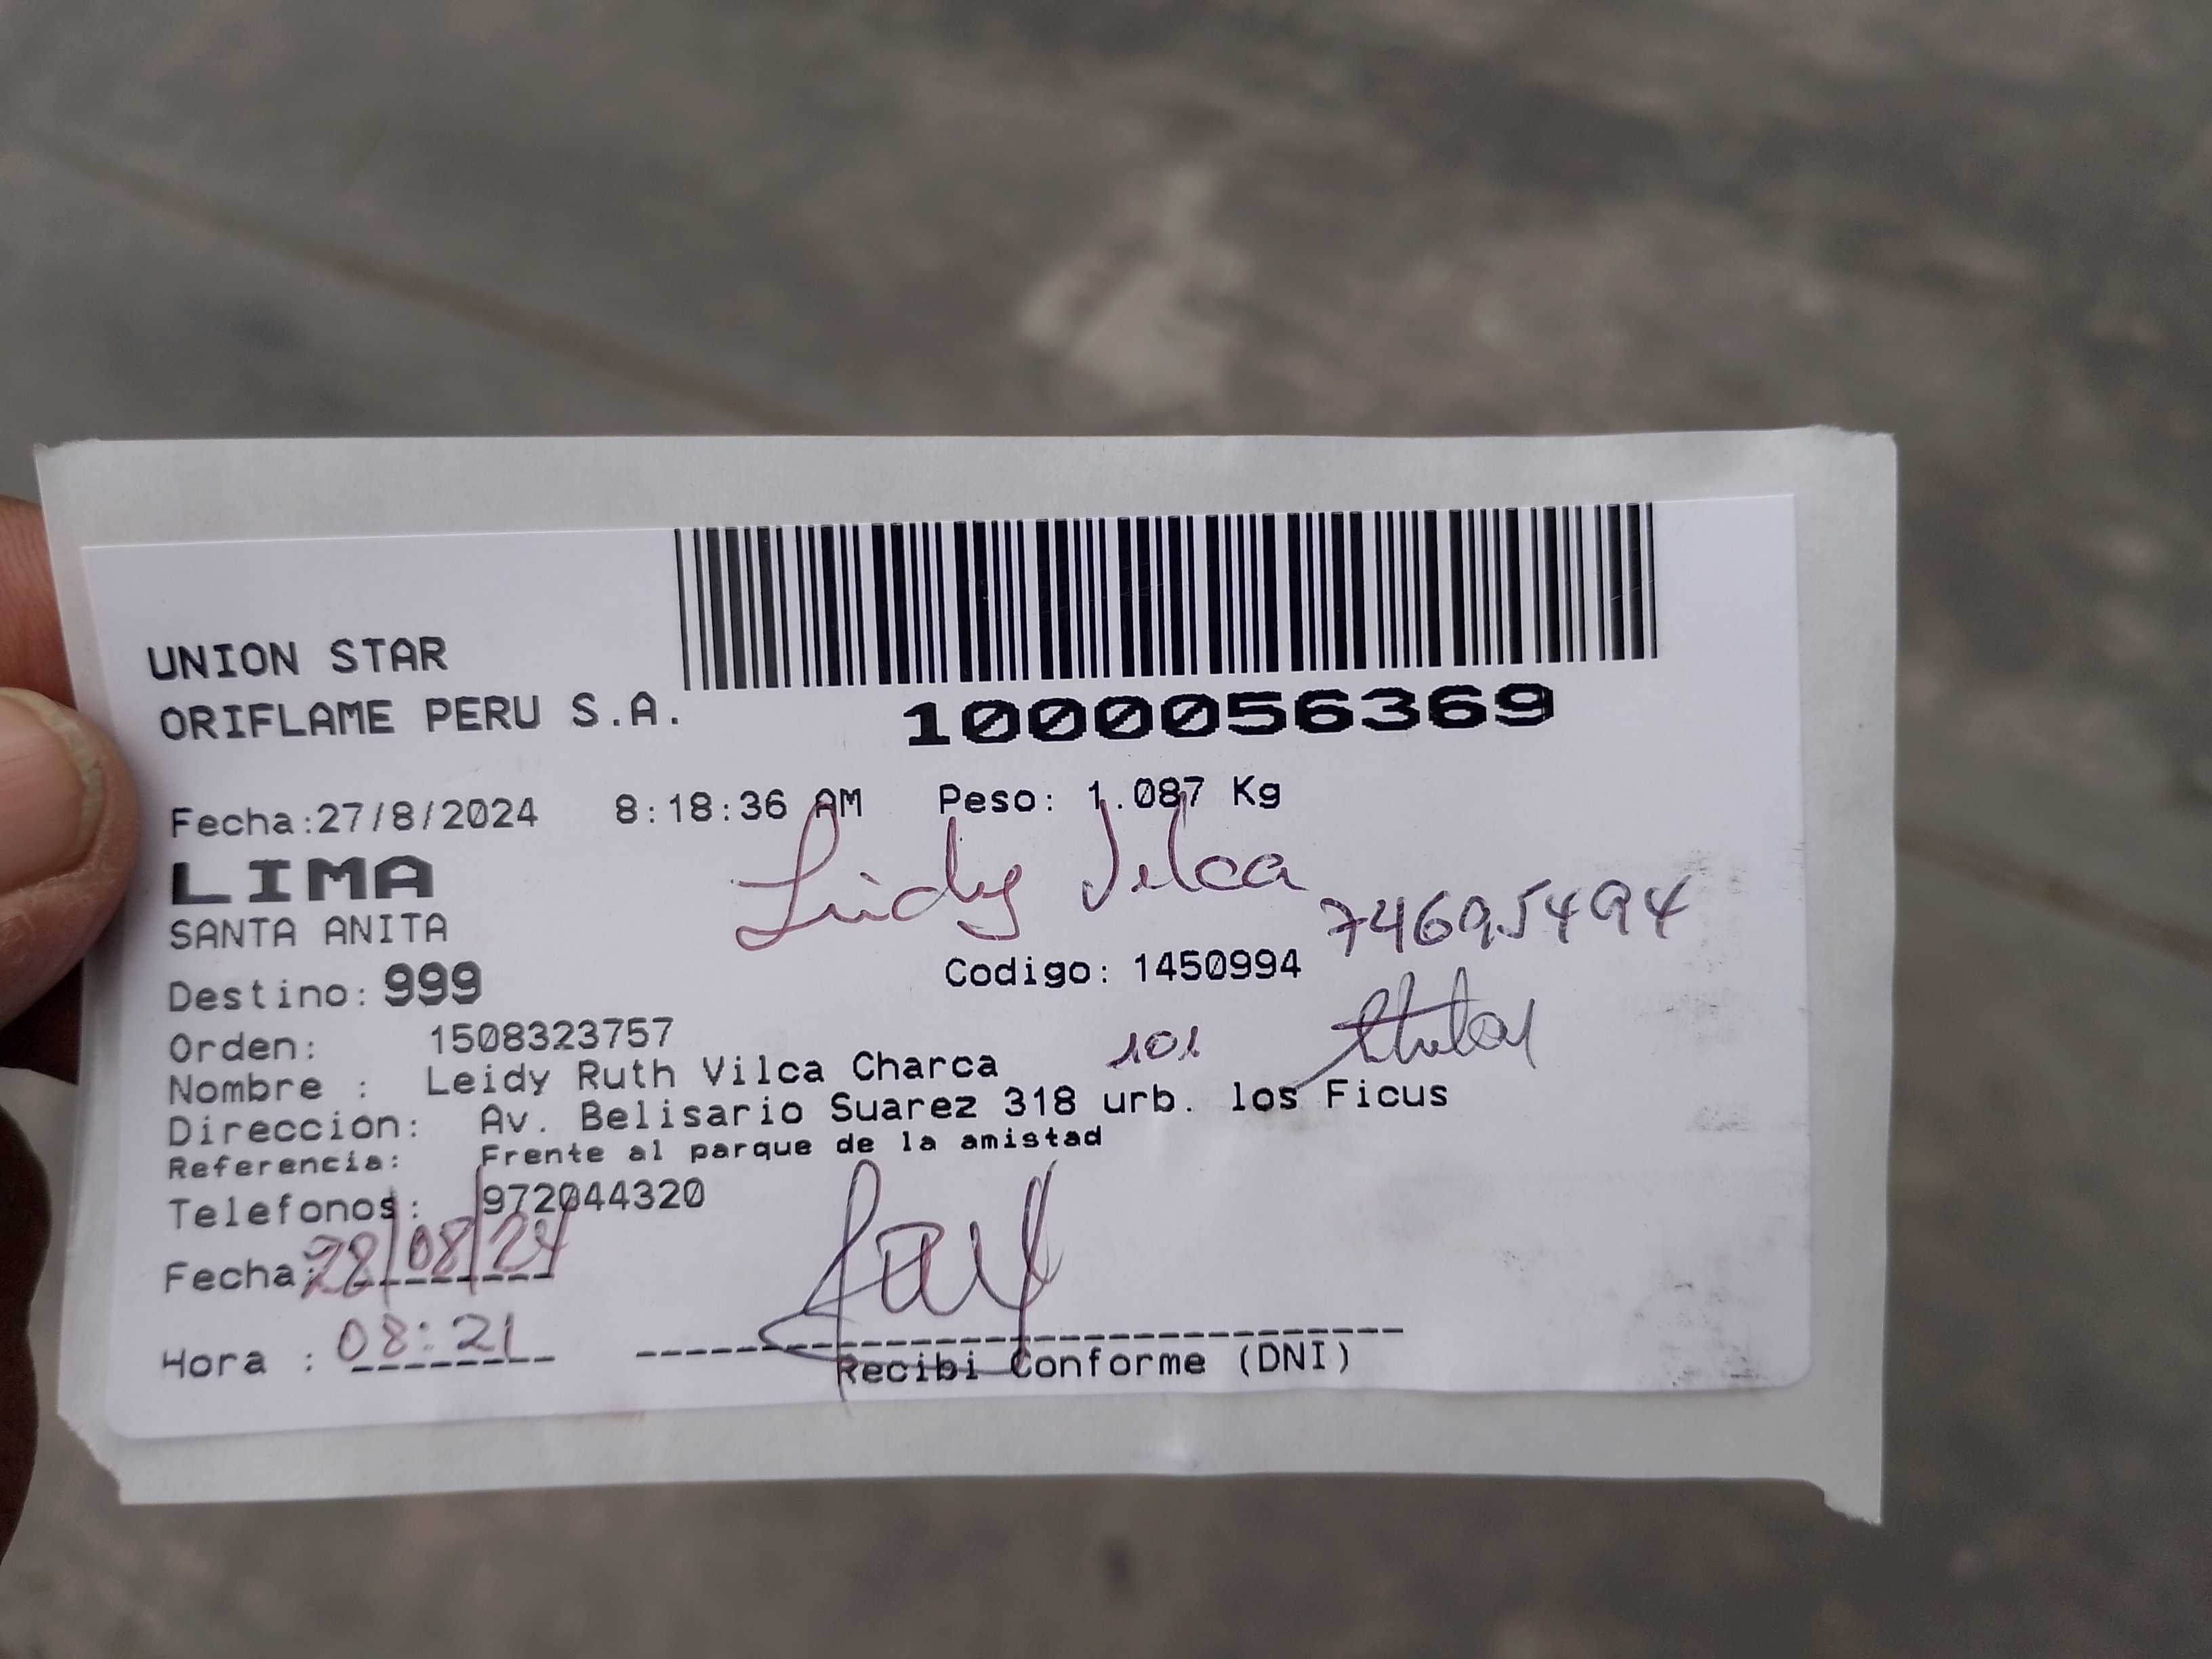 UNION STAR
ORIFLAME PERU S.A.
1000056369
Fecha:27/8/2024 8:18:36 AM Peso: 1.087 Kg
LIMA
Leidy Vilca
SANTA ANITA
74695494
Destino: 999
Codigo: 1450994
Orden: 1508323757
101 titular
Nombre : Leidy Ruth Vilca Charca
Direccion: Av. Belisario Suarez 318 urb. los Ficus
Referencia: Frente al parque de la amistad
Telefonos: 972044320
Fecha: 28/08/24
Hora : 08:21
Recibi Conforme (DNI)